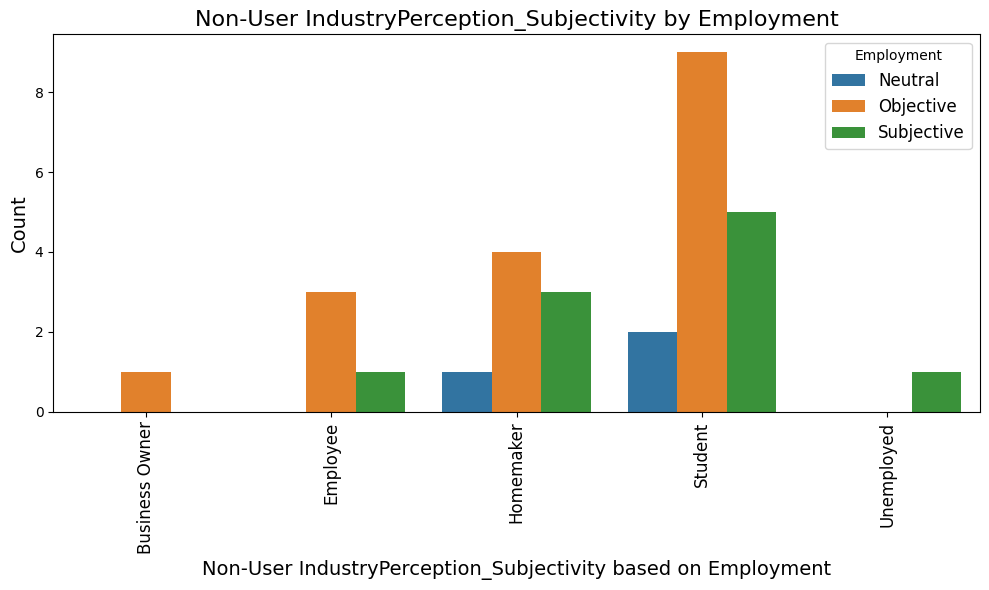 Non-User IndustryPerception_Subjectivity by Employment
Employment
Neutral
Objective
Subjective
Count
8
6
4
2
0
Business Owner
Employee
Homemaker
Student
Unemployed
Non-User IndustryPerception_Subjectivity based on Employment